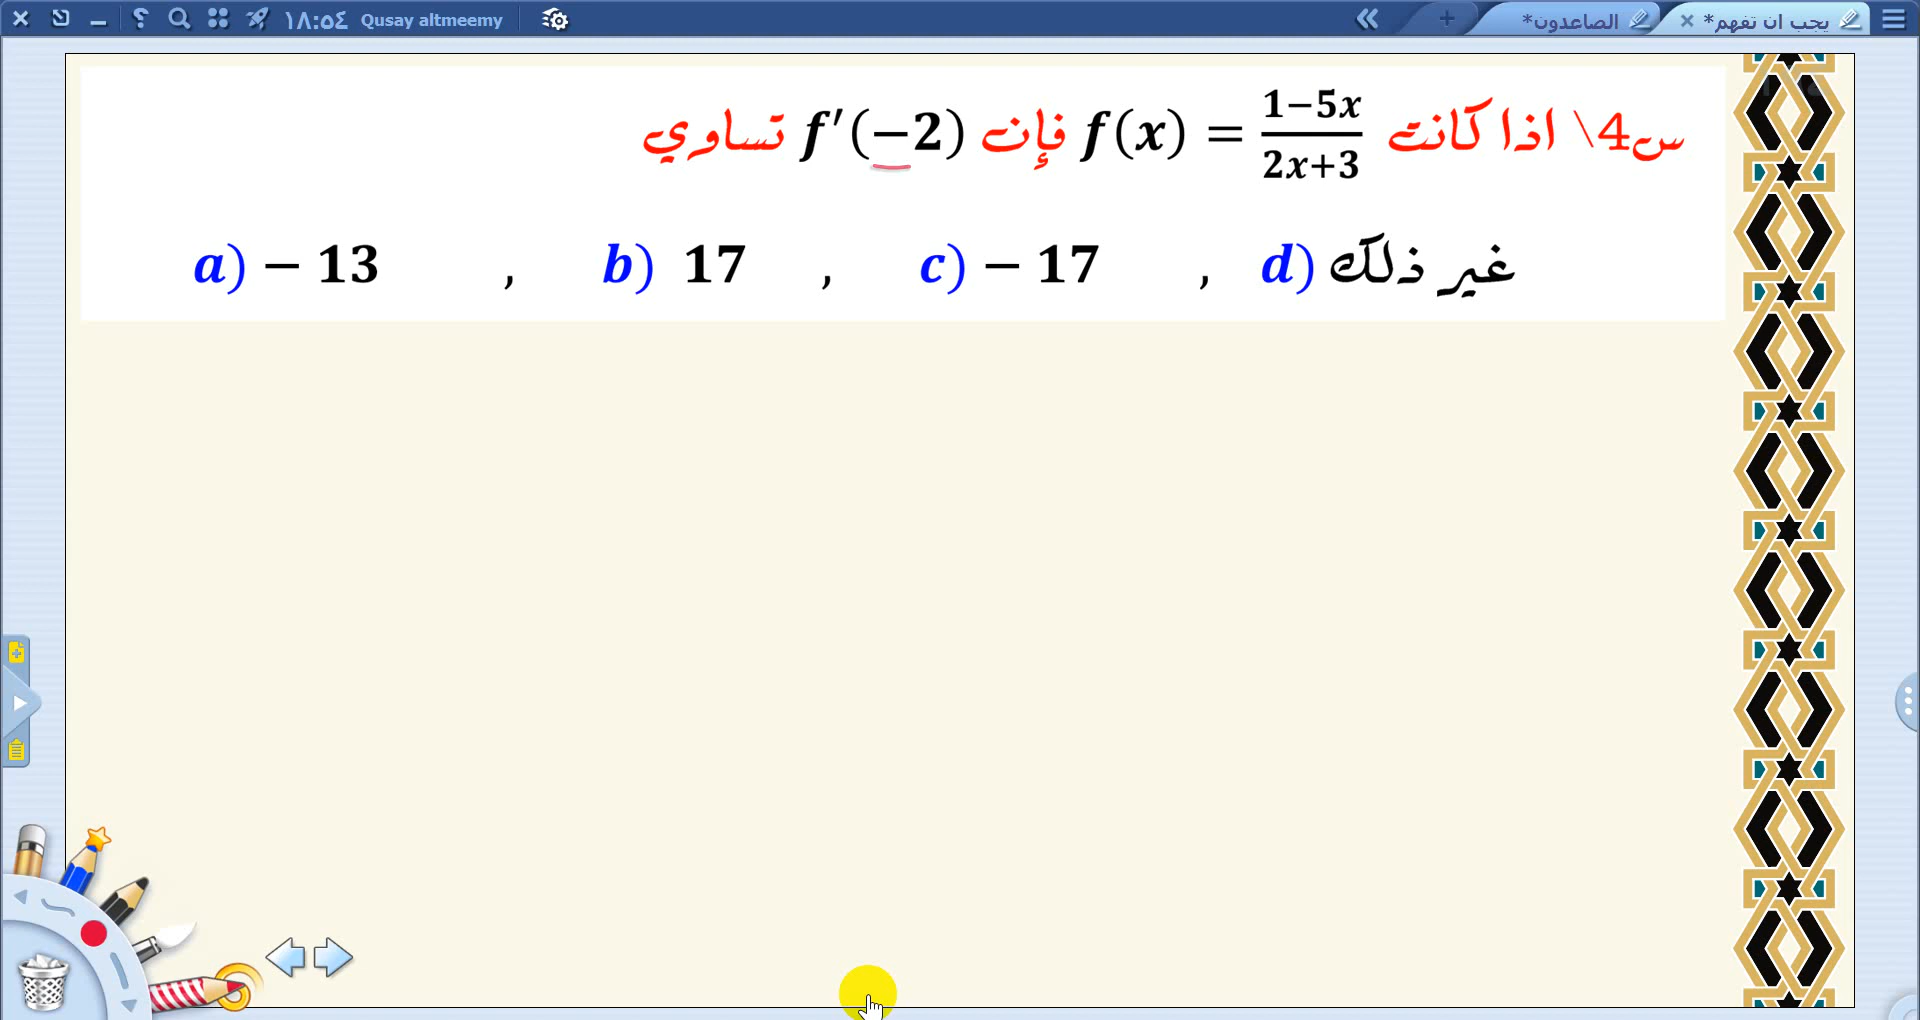 ١٨:٥٤ Qusay altmeemy
الصاعدون*
يجب ان تفهم*
س4\ اذا كانت f(x) = \frac{1-5x}{2x+3} فإن f'(-2) تساوي
a) - 13 , b) 17 , c) - 17 , d) غير ذلك